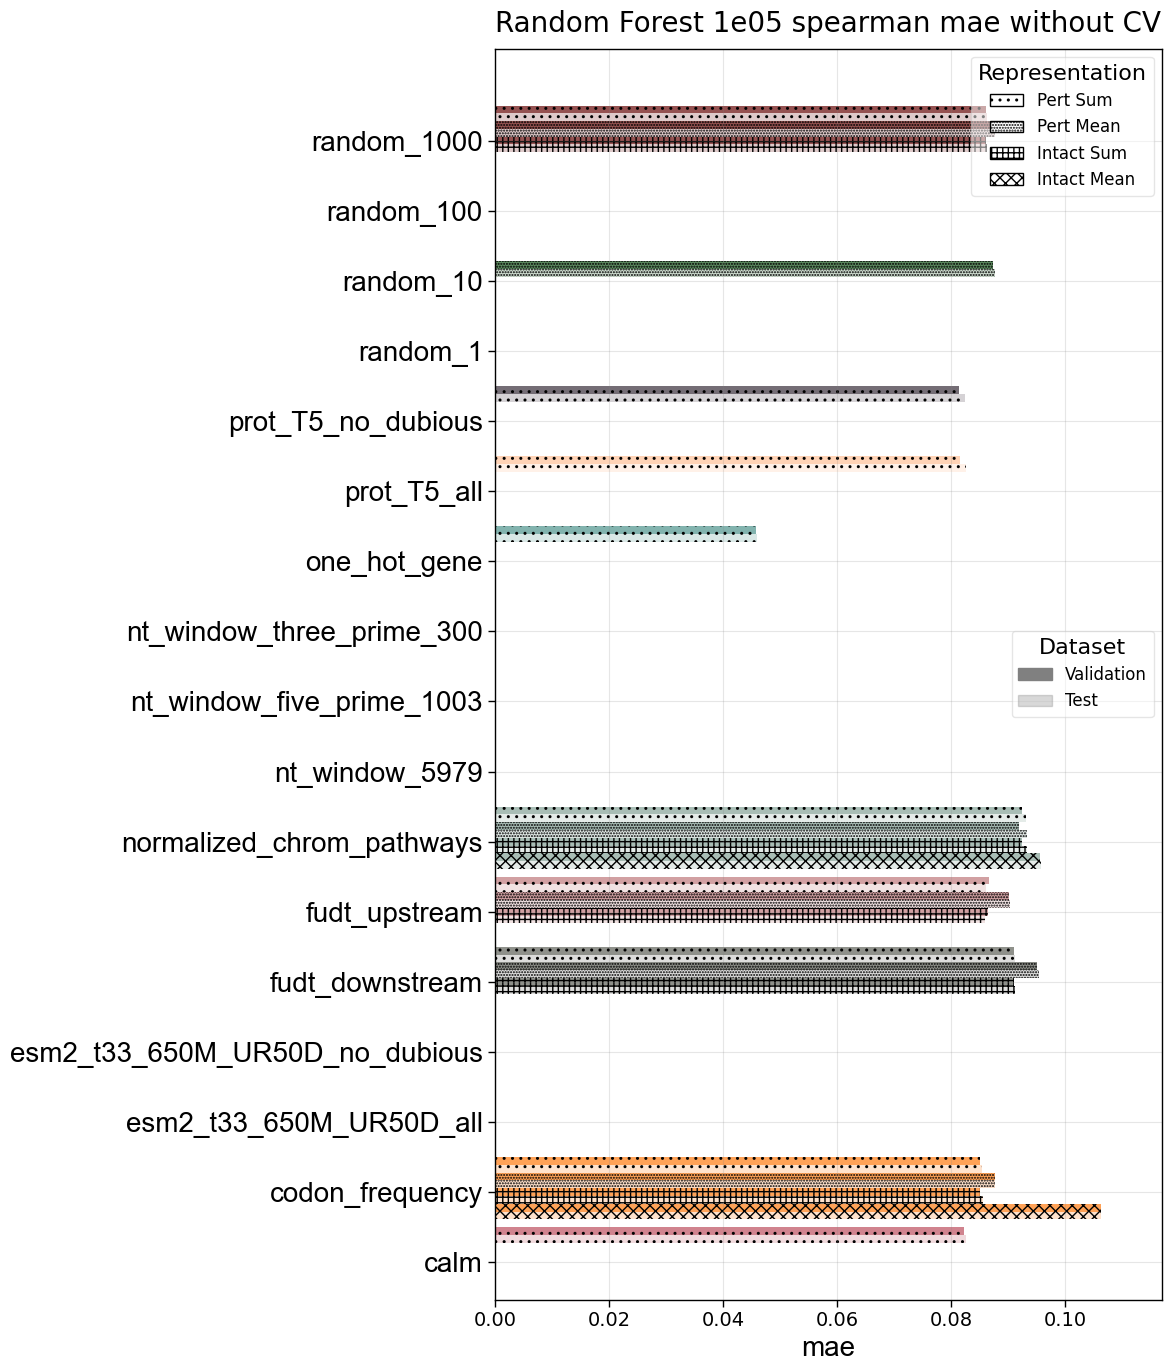 Random Forest 1e05 spearman mae without CV
Representation
Pert Sum
Pert Mean
Intact Sum
Intact Mean
random_1000
random_100
random_10
random_1
prot_T5_no_dubious
prot_T5_all
one_hot_gene
nt_window_three_prime_300
Dataset
Validation
Test
nt_window_five_prime_1003
nt_window_5979
normalized_chrom_pathways
fudt_upstream
fudt_downstream
esm2_t33_650M_UR50D_no_dubious
esm2_t33_650M_UR50D_all
codon_frequency
calm
0.00 0.02 0.04 0.06 0.08 0.10
mae